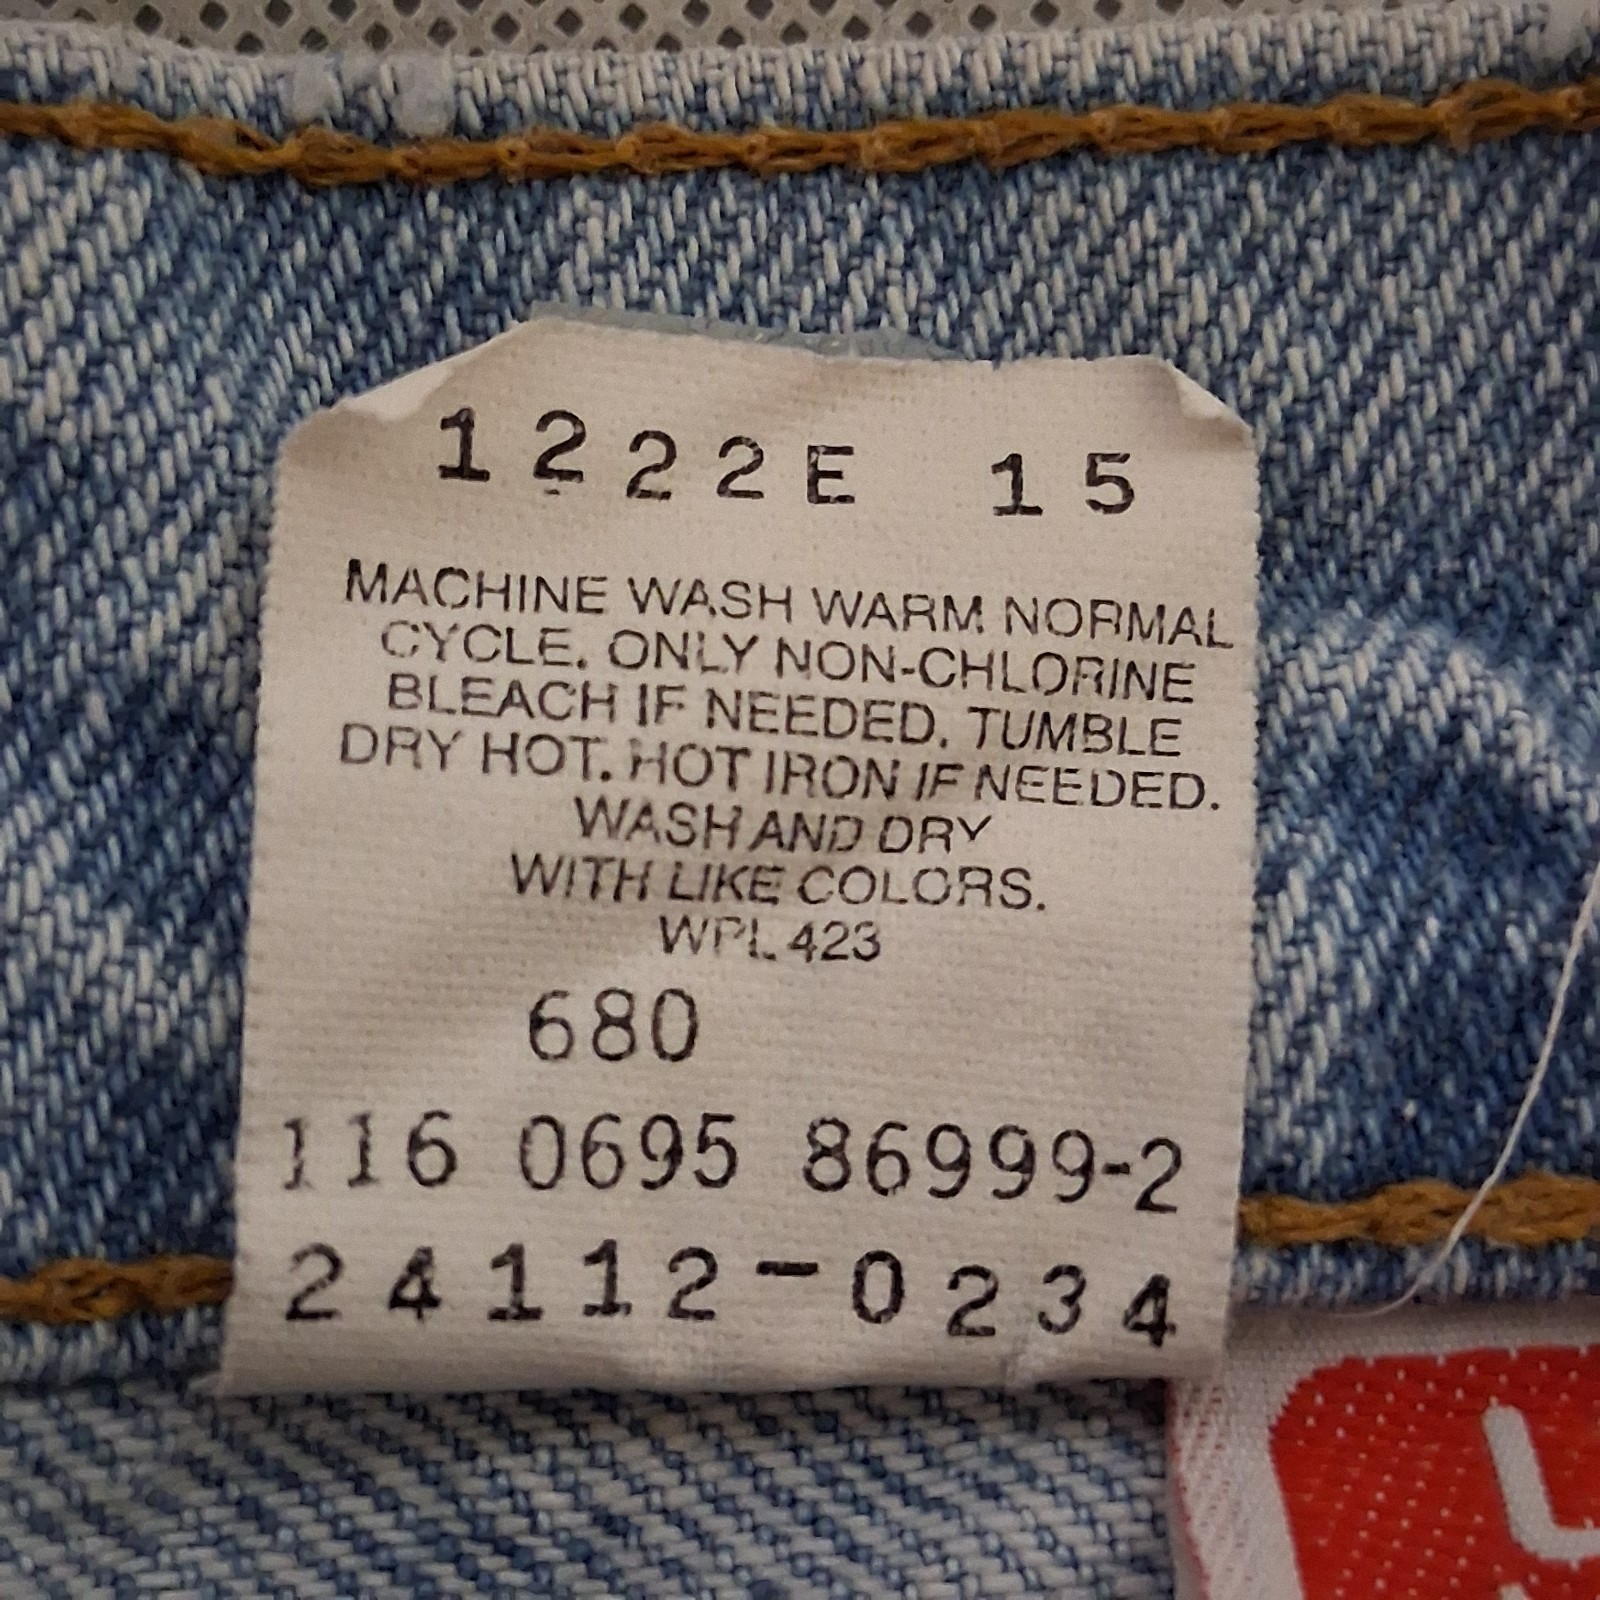 1222E 15
MACHINE WASH WARM NORMAL
CYCLE. ONLY NON-CHLORINE
BLEACH IF NEEDED. TUMBLE
DRY HOT. HOT IRON IF NEEDED.
WASH AND DRY
WITH LIKE COLORS.
WPL 423
680
116 0695 86999-2
24112-0234